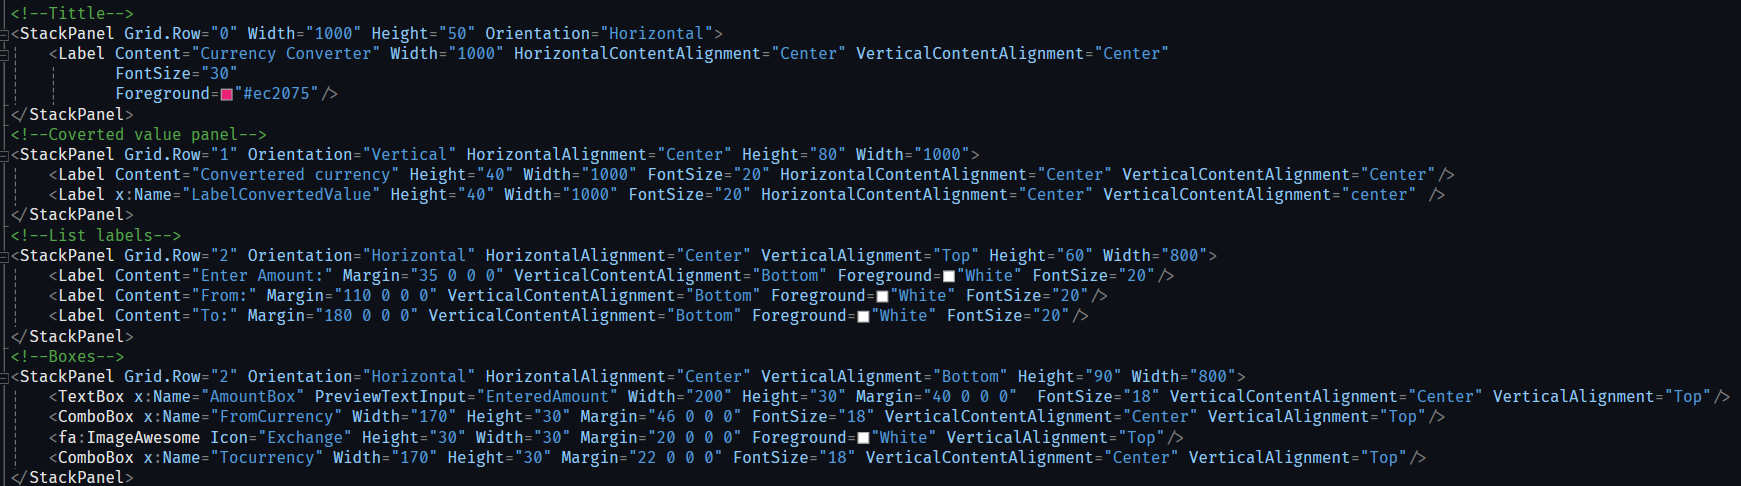 <!--Tittle-->
<StackPanel Grid.Row="0" Width="1000" Height="50" Orientation="Horizontal">
    <Label Content="Currency Converter" Width="1000" HorizontalContentAlignment="Center" VerticalContentAlignment="Center"
           FontSize="30"
           Foreground="#ec2075"/>
</StackPanel>
<!--Coverted value panel-->
<StackPanel Grid.Row="1" Orientation="Vertical" HorizontalAlignment="Center" Height="80" Width="1000">
    <Label Content="Convertered currency" Height="40" Width="1000" FontSize="20" HorizontalContentAlignment="Center" VerticalContentAlignment="Center"/>
    <Label x:Name="LabelConvertedValue" Height="40" Width="1000" FontSize="20" HorizontalContentAlignment="Center" VerticalContentAlignment="center" />
</StackPanel>
<!--List labels-->
<StackPanel Grid.Row="2" Orientation="Horizontal" HorizontalAlignment="Center" VerticalAlignment="Top" Height="60" Width="800">
    <Label Content="Enter Amount:" Margin="35 0 0 0" VerticalContentAlignment="Bottom" Foreground="White" FontSize="20"/>
    <Label Content="From:" Margin="110 0 0 0" VerticalContentAlignment="Bottom" Foreground="White" FontSize="20"/>
    <Label Content="To:" Margin="180 0 0 0" VerticalContentAlignment="Bottom" Foreground="White" FontSize="20"/>
</StackPanel>
<!--Boxes-->
<StackPanel Grid.Row="2" Orientation="Horizontal" HorizontalAlignment="Center" VerticalAlignment="Bottom" Height="90" Width="800">
    <TextBox x:Name="AmountBox" PreviewTextInput="EnteredAmount" Width="200" Height="30" Margin="40 0 0 0"  FontSize="18" VerticalContentAlignment="Center" VerticalAlignment="Top"/>
    <ComboBox x:Name="FromCurrency" Width="170" Height="30" Margin="46 0 0 0" FontSize="18" VerticalContentAlignment="Center" VerticalAlignment="Top"/>
    <fa:ImageAwesome Icon="Exchange" Height="30" Width="30" Margin="20 0 0 0" Foreground="White" VerticalAlignment="Top"/>
    <ComboBox x:Name="Tocurrency" Width="170" Height="30" Margin="22 0 0 0" FontSize="18" VerticalContentAlignment="Center" VerticalAlignment="Top"/>
</StackPanel>